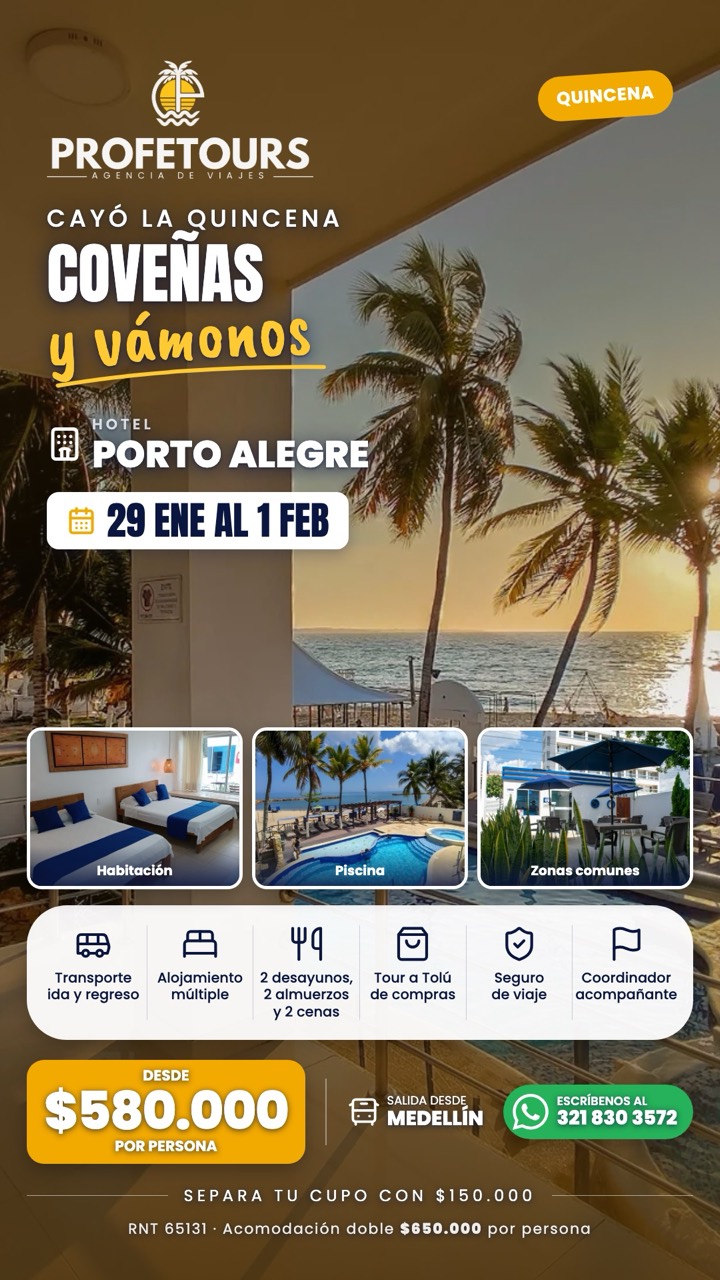 PROFETOURS
AGENCIA DE VIAJES
QUINCENA
CAYÓ LA QUINCENA
COVEÑAS
y vámonos
HOTEL
PORTO ALEGRE
29 ENE AL 1 FEB
Habitación
Piscina
Zonas comunes
Transporte
ida y regreso
Alojamiento
múltiple
2 desayunos,
2 almuerzos
y 2 cenas
Tour a Tolú
de compras
Seguro
de viaje
Coordinador
acompañante
DESDE
$580.000
POR PERSONA
SALIDA DESDE
MEDELLÍN
ESCRÍBENOS AL
321 830 3572
SEPARA TU CUPO CON $150.000
RNT 65131 · Acomodación doble $650.000 por persona